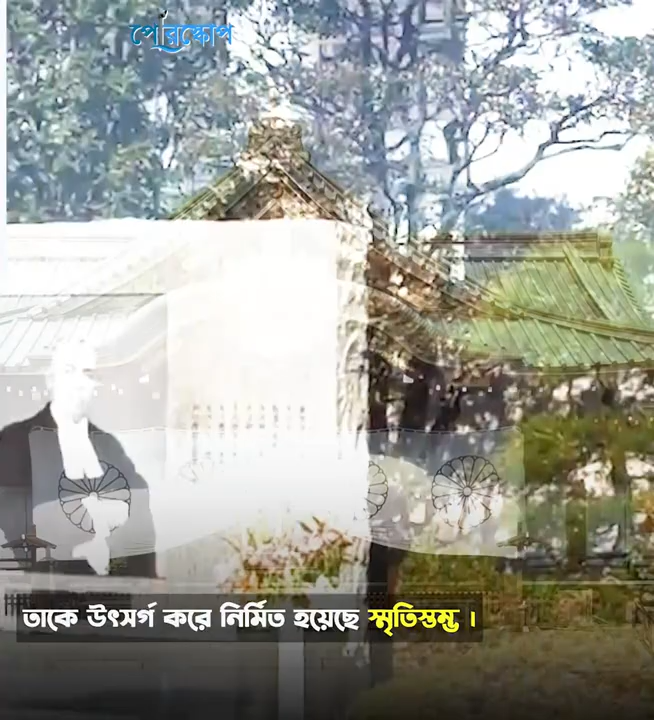 পেরিস্কোপ
তাকে উৎসর্গ করে নির্মিত হয়েছে স্মৃতিস্তম্ভ ।